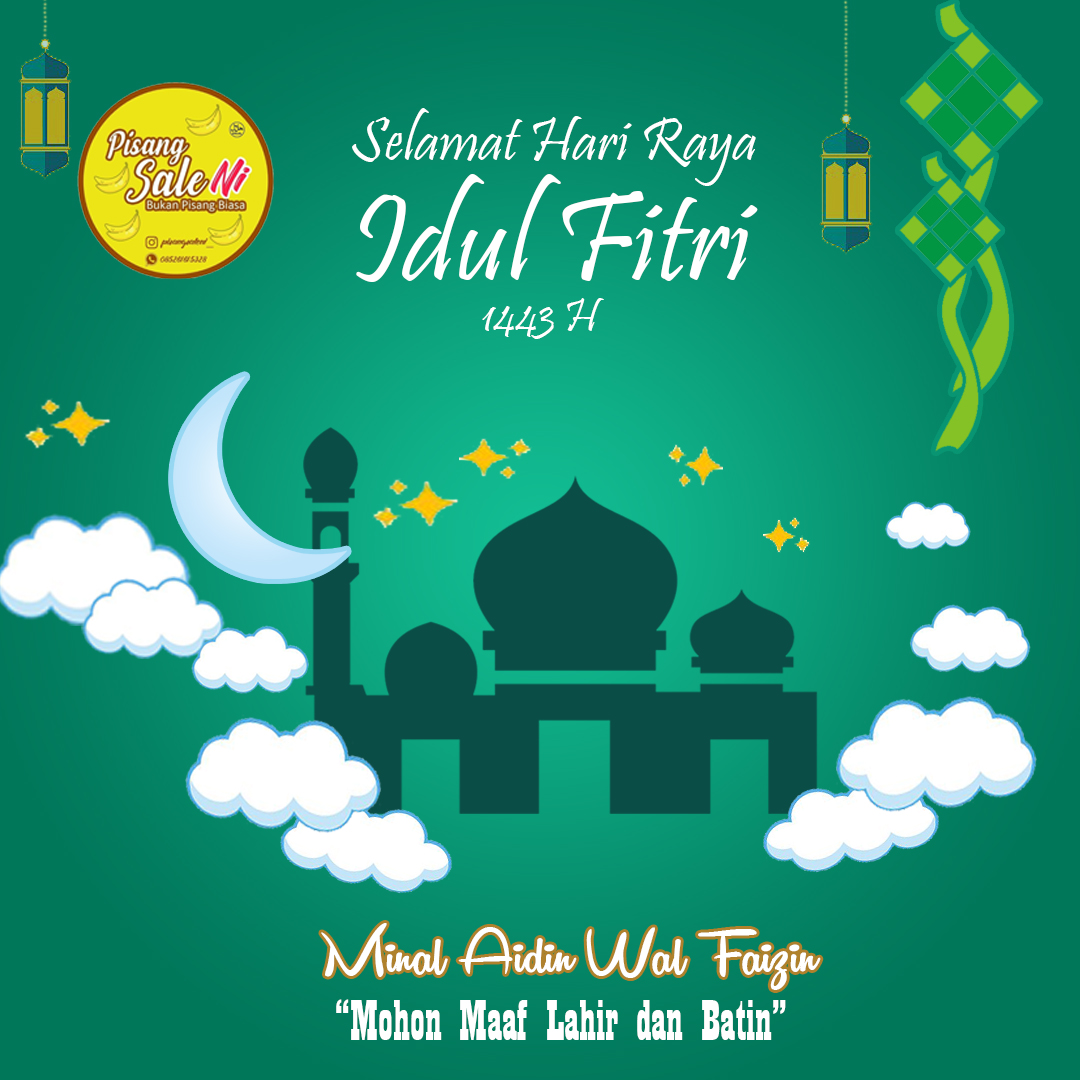 Pisang
Sale Ni
Bukan Pisang Biasa
Selamat Hari Raya
Idul Fitri
1443 H
Minal Aidin Wal Faizin
“Mohon Maaf Lahir dan Batin”